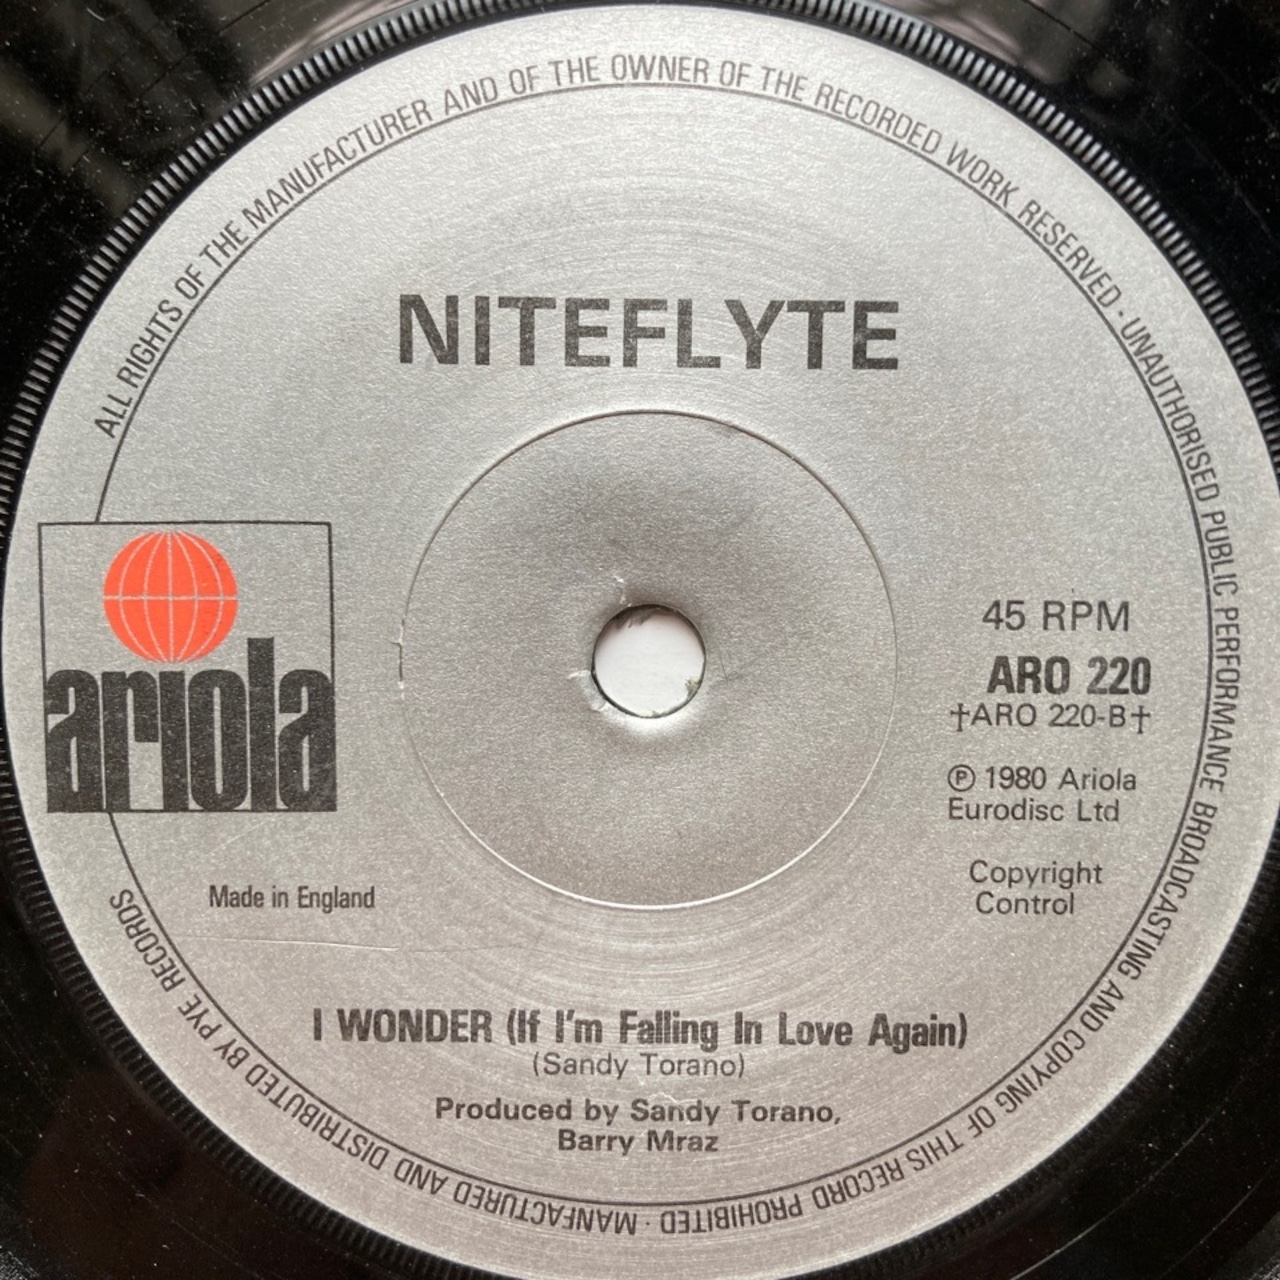 ALL RIGHTS OF THE MANUFACTURER AND OF THE OWNER OF THE RECORDED WORK RESERVED · UNAUTHORISED PUBLIC PERFORMANCE BROADCASTING AND COPYING OF THIS RECORD PROHIBITED · MANFACTURED AND DISTRIBUTED BY PYE RECORDS
NITEFLYTE
ariola
45 RPM
ARO 220
†ARO 220-B†
℗ 1980 Ariola
Eurodisc Ltd
Copyright
Control
Made in England
I WONDER (If I'm Falling In Love Again)
(Sandy Torano)
Produced by Sandy Torano,
Barry Mraz